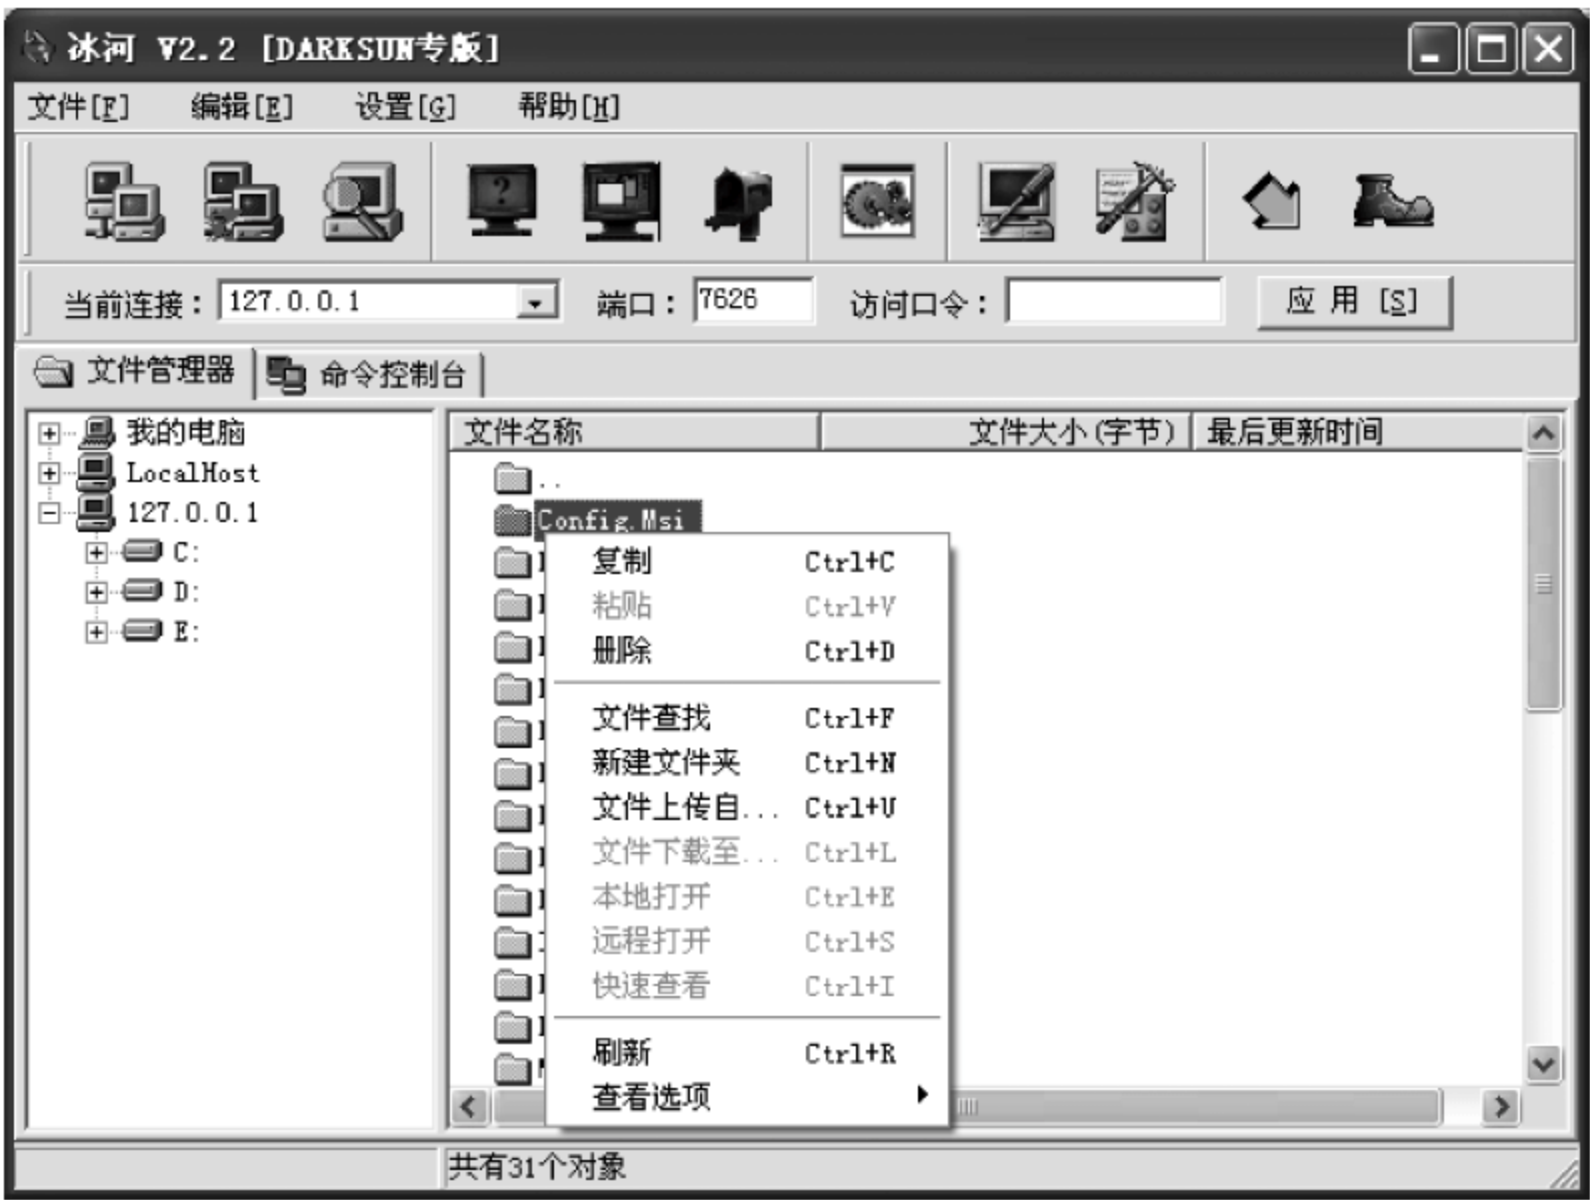 冰河 V2.2 [DARKSUN专版]
文件[F] 编辑[E] 设置[G] 帮助[H]
当前连接： 127.0.0.1 端口： 7626 访问口令： 应 用 [S]
文件管理器 命令控制台
我的电脑
LocalHost
127.0.0.1
C:
D:
E:
文件名称 文件大小(字节) 最后更新时间
..
Config.Msi
复制 Ctrl+C
粘贴 Ctrl+V
删除 Ctrl+D
文件查找 Ctrl+F
新建文件夹 Ctrl+N
文件上传自... Ctrl+U
文件下载至... Ctrl+L
本地打开 Ctrl+E
远程打开 Ctrl+S
快速查看 Ctrl+I
刷新 Ctrl+R
查看选项
共有31个对象